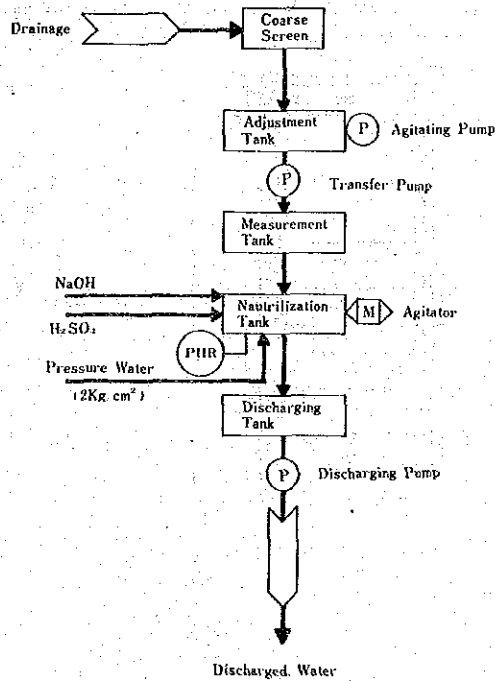 Drainage
Coarse
Screen
Adjustment
Tank
P
Agitating Pump
P
Transfer Pump
Measurement
Tank
NaOH
H₂SO₂
Nautrilization
Tank
M
Agitator
PHR
Pressure Water
(2Kg cm²)
Discharging
Tank
P
Discharging Pump
Discharged. Water